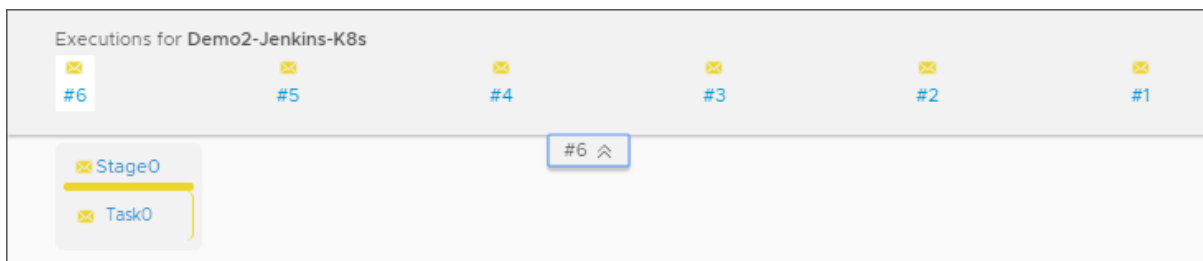 Executions for Demo2-Jenkins-K8s
#6 #5 #4 #3 #2 #1
#6
Stage0
Task0